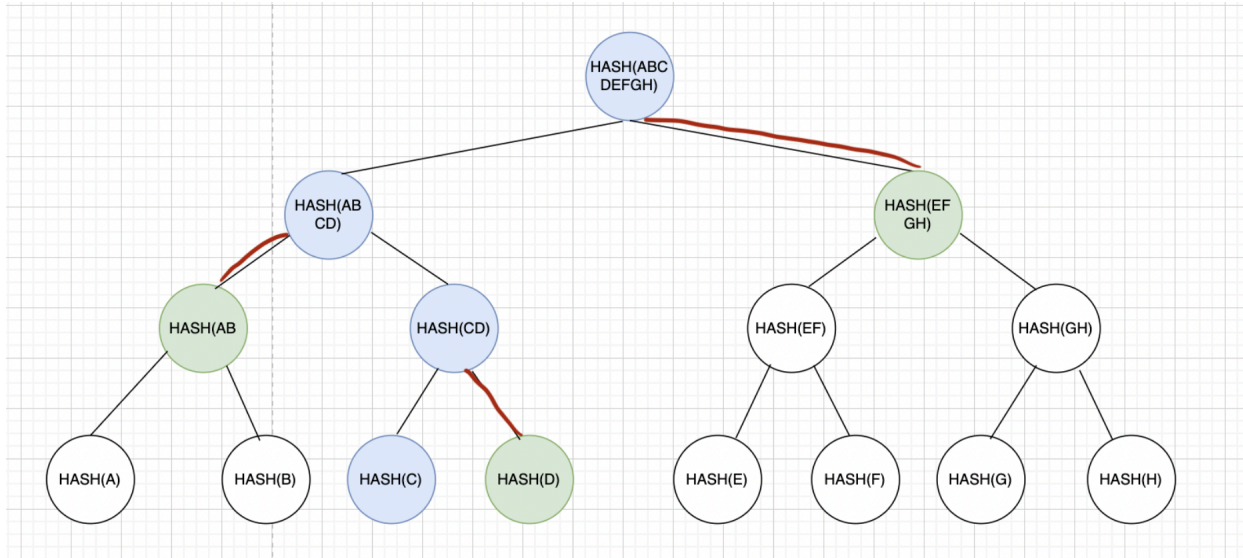 HASH(ABC
DEFGH)
HASH(AB
CD)
HASH(EF
GH)
HASH(AB
HASH(CD)
HASH(EF)
HASH(GH)
HASH(A)
HASH(B)
HASH(C)
HASH(D)
HASH(E)
HASH(F)
HASH(G)
HASH(H)